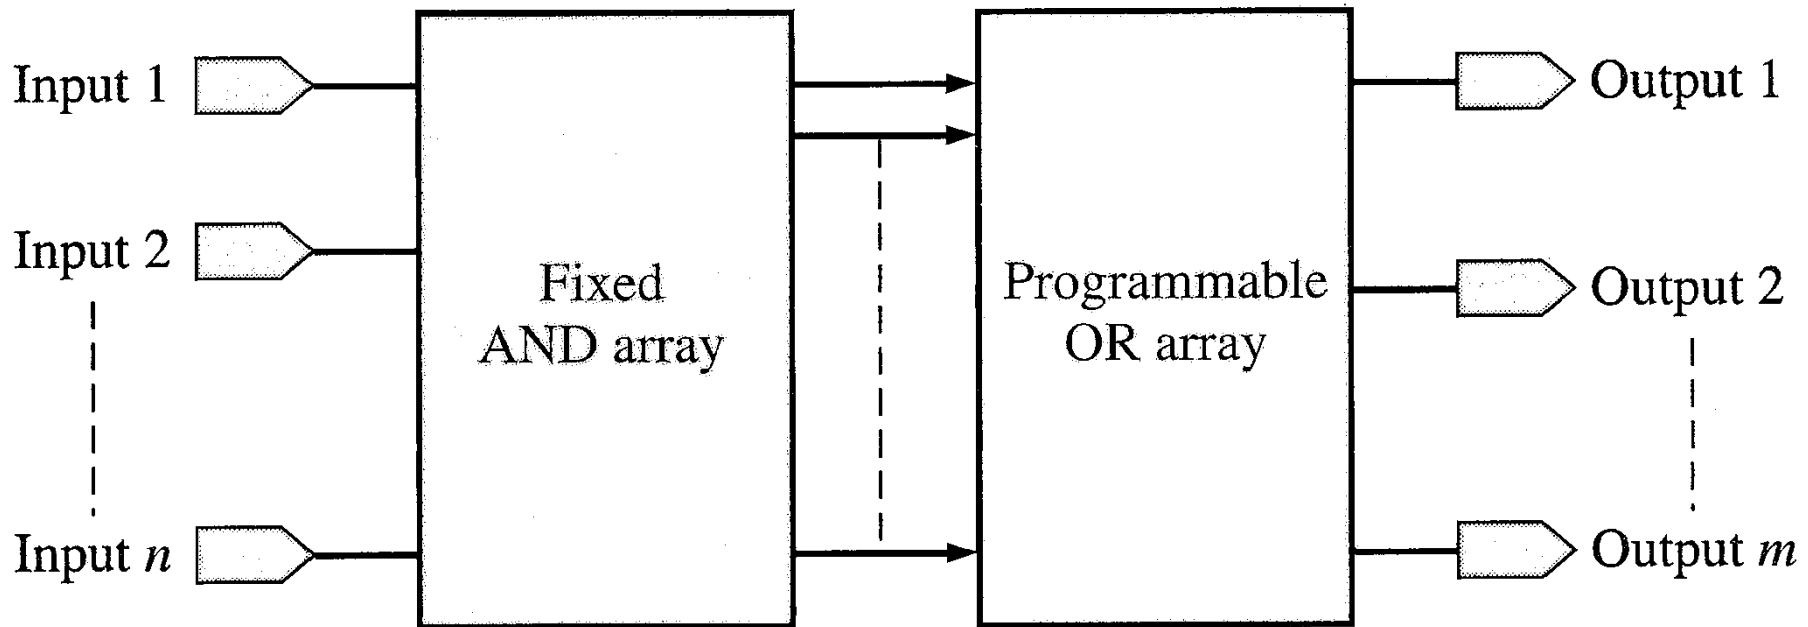 Input 1
Input 2
Input n
Fixed
AND array
Programmable
OR array
Output 1
Output 2
Output m